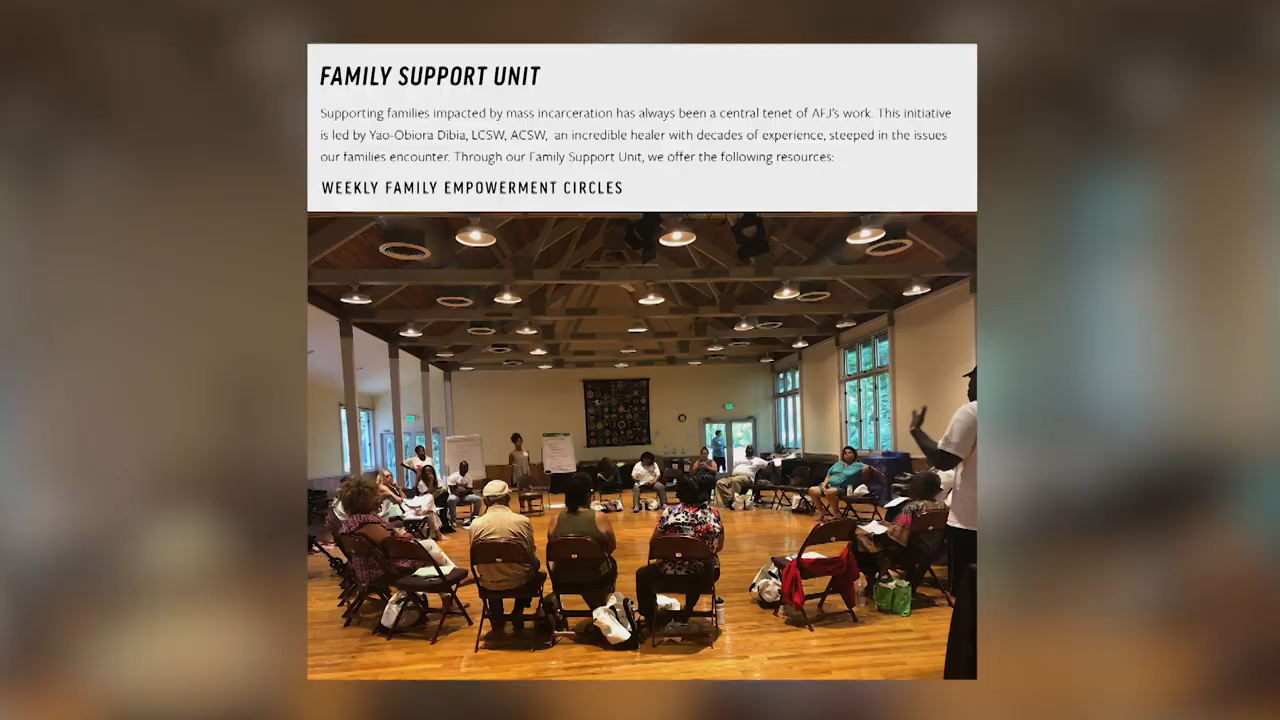 FAMILY SUPPORT UNIT
Supporting families impacted by mass incarceration has always been a central tenet of AFJ's work. This initiative
is led by Yao-Obiora Dibia, LCSW, ACSW, an incredible healer with decades of experience, steeped in the issues
our families encounter. Through our Family Support Unit, we offer the following resources:
WEEKLY FAMILY EMPOWERMENT CIRCLES